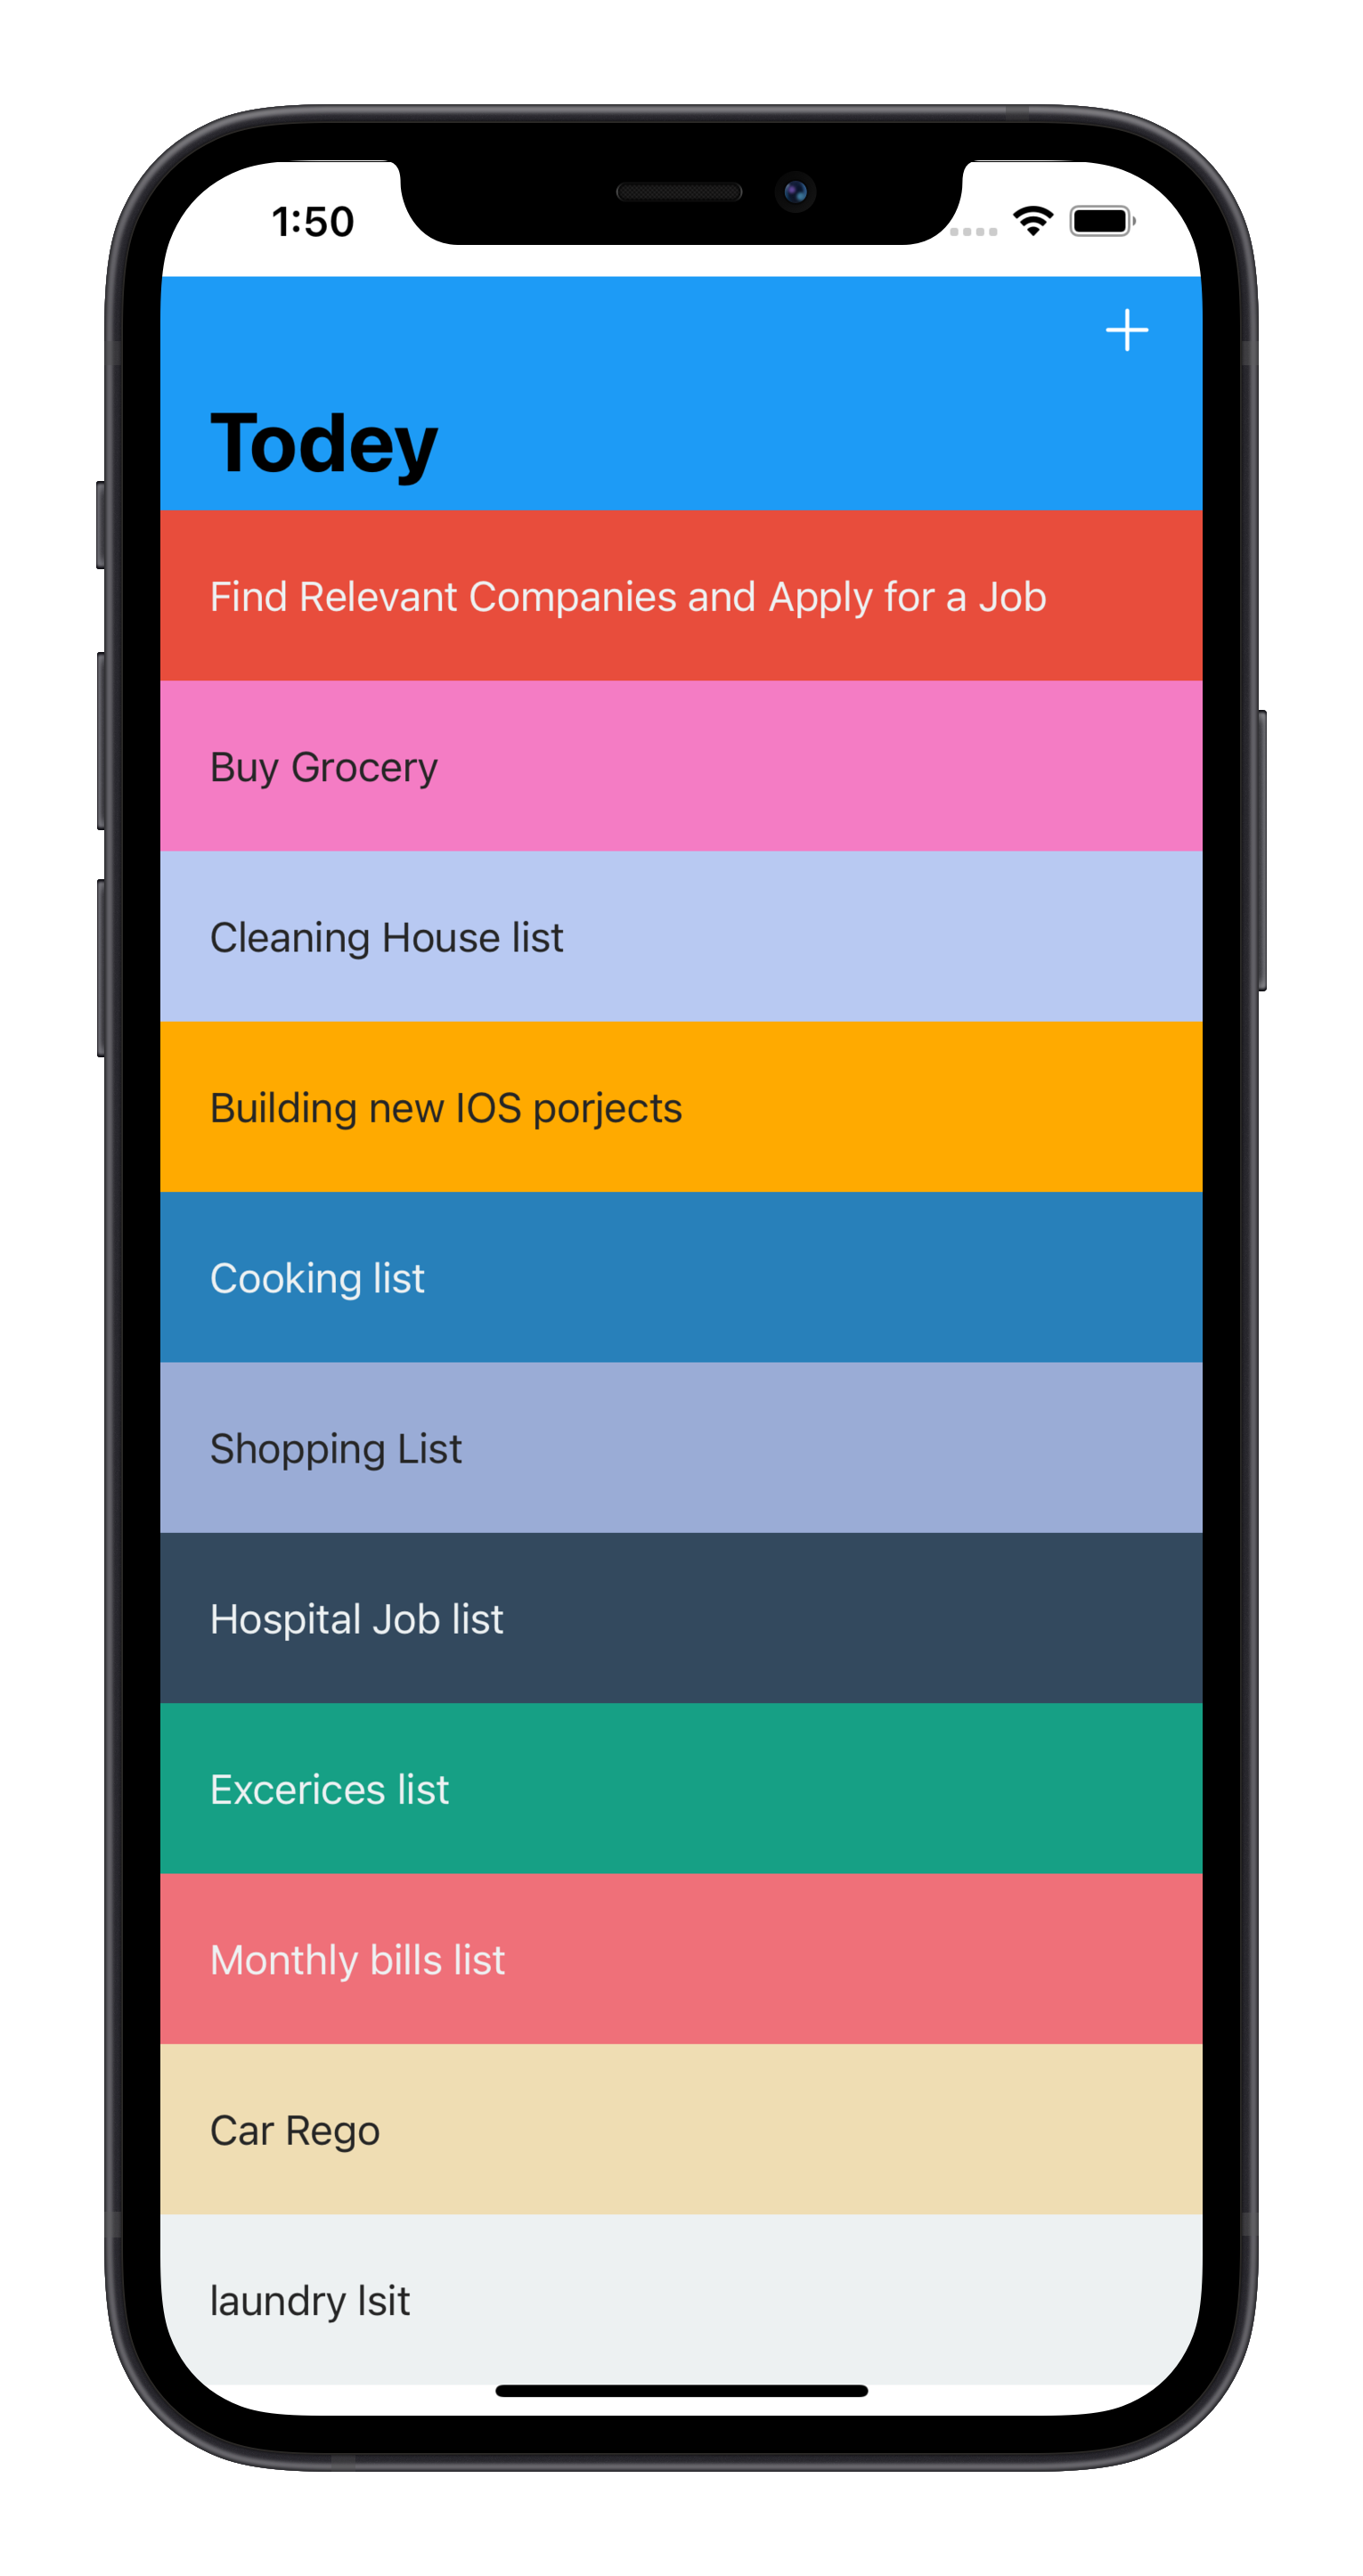 1:50
Todey
Find Relevant Companies and Apply for a Job
Buy Grocery
Cleaning House list
Building new IOS porjects
Cooking list
Shopping List
Hospital Job list
Excerices list
Monthly bills list
Car Rego
laundry lsit